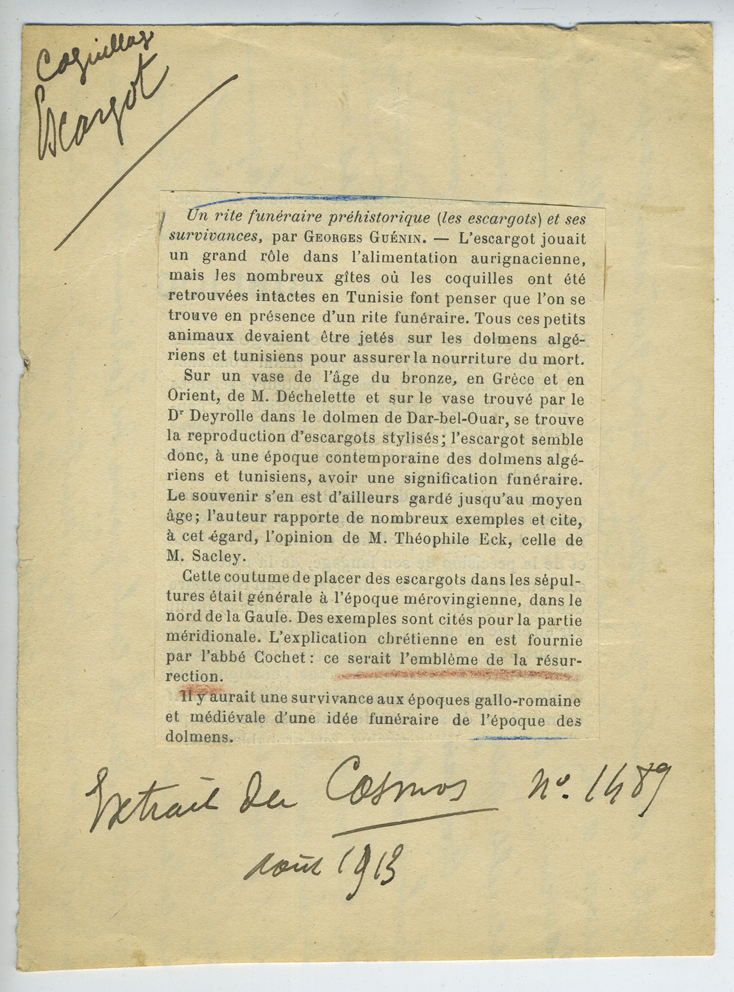 Coquillage
Escargot
Un rite funéraire préhistorique (les escargots) et ses
survivances, par GEORGES GUÉNIN. — L'escargot jouait
un grand rôle dans l'alimentation aurignacienne,
mais les nombreux gîtes où les coquilles ont été
retrouvées intactes en Tunisie font penser que l'on se
trouve en présence d'un rite funéraire. Tous ces petits
animaux devaient être jetés sur les dolmens algé-
riens et tunisiens pour assurer la nourriture du mort.
Sur un vase de l'âge du bronze, en Grèce et en
Orient, de M. Déchelette et sur le vase trouvé par le
Dr Deyrolle dans le dolmen de Dar-bel-Ouar, se trouve
la reproduction d'escargots stylisés; l'escargot semble
donc, à une époque contemporaine des dolmens algé-
riens et tunisiens, avoir une signification funéraire.
Le souvenir s'en est d'ailleurs gardé jusqu'au moyen
âge; l'auteur rapporte de nombreux exemples et cite,
à cet égard, l'opinion de M. Théophile Eck, celle de
M. Sacley.
Cette coutume de placer des escargots dans les sépul-
tures était générale à l'époque mérovingienne, dans le
nord de la Gaule. Des exemples sont cités pour la partie
méridionale. L'explication chrétienne en est fournie
par l'abbé Cochet : ce serait l'emblème de la résur-
rection.
Il y aurait une survivance aux époques gallo-romaine
et médiévale d'une idée funéraire de l'époque des
dolmens.
Extrait du Cosmos no. 1489
août 1913